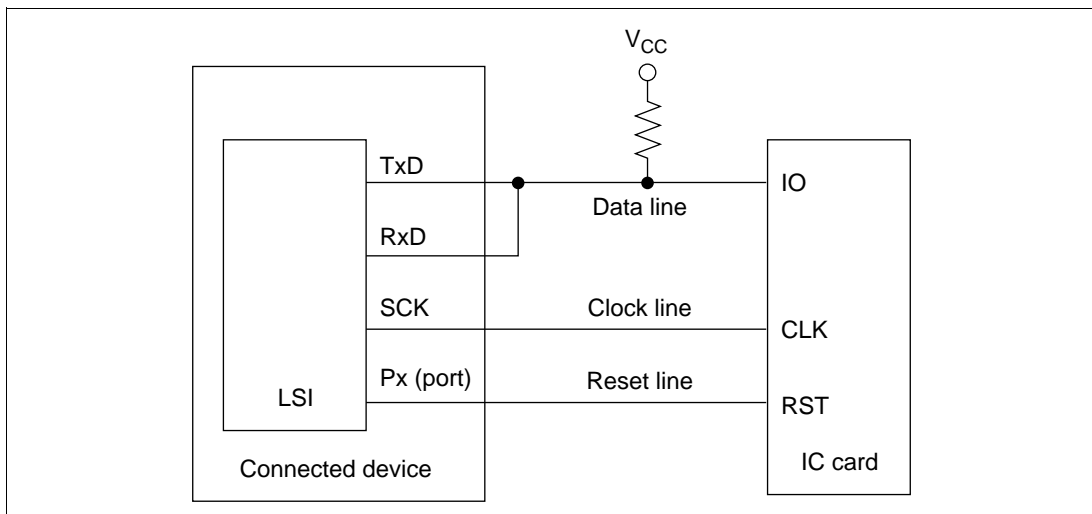 VCC
TxD
IO
Data line
RxD
SCK
Clock line
CLK
Px (port)
Reset line
LSI
RST
Connected device
IC card